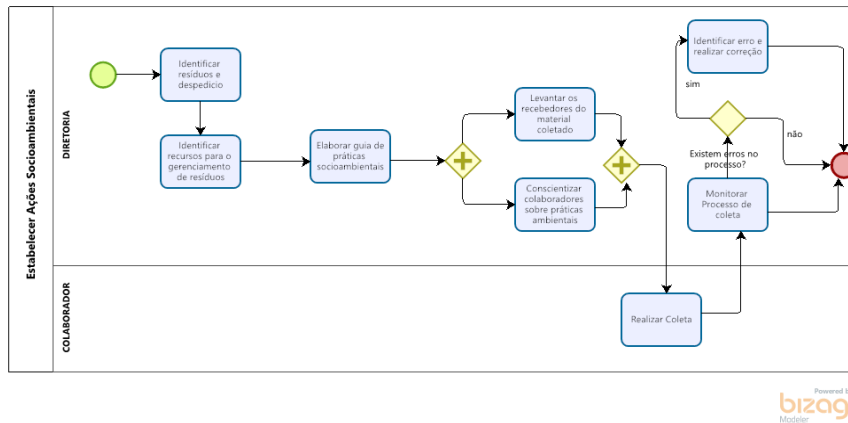 Estabelecer Ações Socioambientais
DIRETORIA
Identificar
resíduos e
despedicio
Identificar
recursos para o
gerenciamento
de resíduos
Elaborar guia de
práticas
socioambientais
Levantar os
recebedores do
material
coletado
Conscientizar
colaboradores
sobre práticas
ambientais
Identificar erro e
realizar correção
sim
não
Existem erros no
processo?
Monitorar
Processo de
coleta
COLABORADOR
Realizar Coleta
Powered b
bizag
Modeler